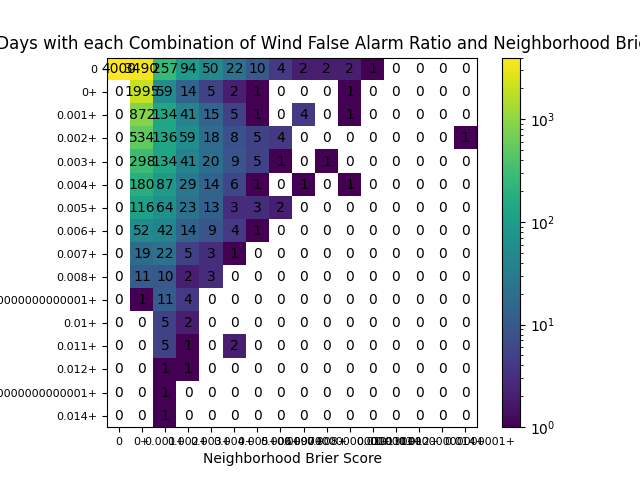 Days with each Combination of Wind False Alarm Ratio and Neighborhood Brie
0 4000 3490 257 94 50 22 10 4 2 2 2 1 0 0 0 0
0+ 0 1995 59 14 5 2 1 0 0 0 1 0 0 0 0 0
0.001+ 0 872 134 41 15 5 1 0 4 0 1 0 0 0 0 0
0.002+ 0 534 136 59 18 8 5 4 0 0 0 0 0 0 0 1
0.003+ 0 298 134 41 20 9 5 1 0 1 0 0 0 0 0 0
0.004+ 0 180 87 29 14 6 1 0 1 0 1 0 0 0 0 0
0.005+ 0 116 64 23 13 3 3 2 0 0 0 0 0 0 0 0
0.006+ 0 52 42 14 9 4 1 0 0 0 0 0 0 0 0 0
0.007+ 0 19 22 5 3 1 0 0 0 0 0 0 0 0 0 0
0.008+ 0 11 10 2 3 0 0 0 0 0 0 0 0 0 0 0
0000000000001+ 0 1 11 4 0 0 0 0 0 0 0 0 0 0 0 0
0.01+ 0 0 5 2 0 0 0 0 0 0 0 0 0 0 0 0
0.011+ 0 0 5 1 0 2 0 0 0 0 0 0 0 0 0 0
0.012+ 0 0 1 1 0 0 0 0 0 0 0 0 0 0 0 0
0000000000001+ 0 0 1 0 0 0 0 0 0 0 0 0 0 0 0 0
0.014+ 0 0 1 0 0 0 0 0 0 0 0 0 0 0 0 0
0 0+
Neighborhood Brier Score
10³
10²
10¹
10⁰